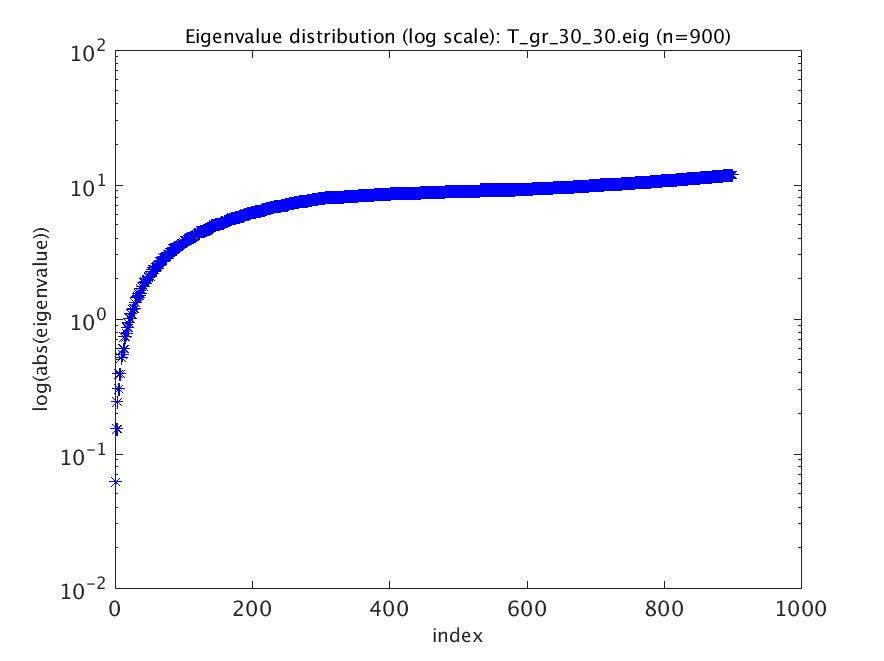 Eigenvalue distribution (log scale): T_gr_30_30.eig (n=900)
10^2
10^1
10^0
10^-1
10^-2
log(abs(eigenvalue))
0 200 400 600 800 1000
index